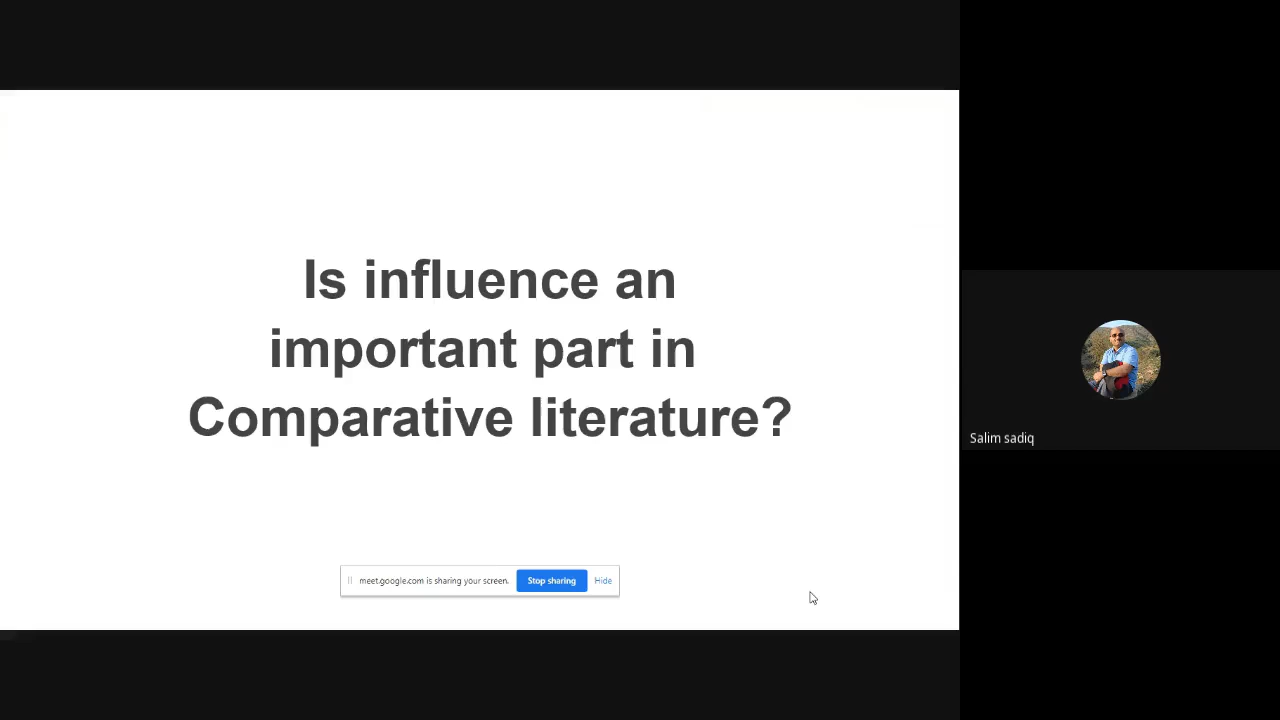 Is influence an
important part in
Comparative literature?
meet.google.com is sharing your screen. Stop sharing Hide
Salim sadiq